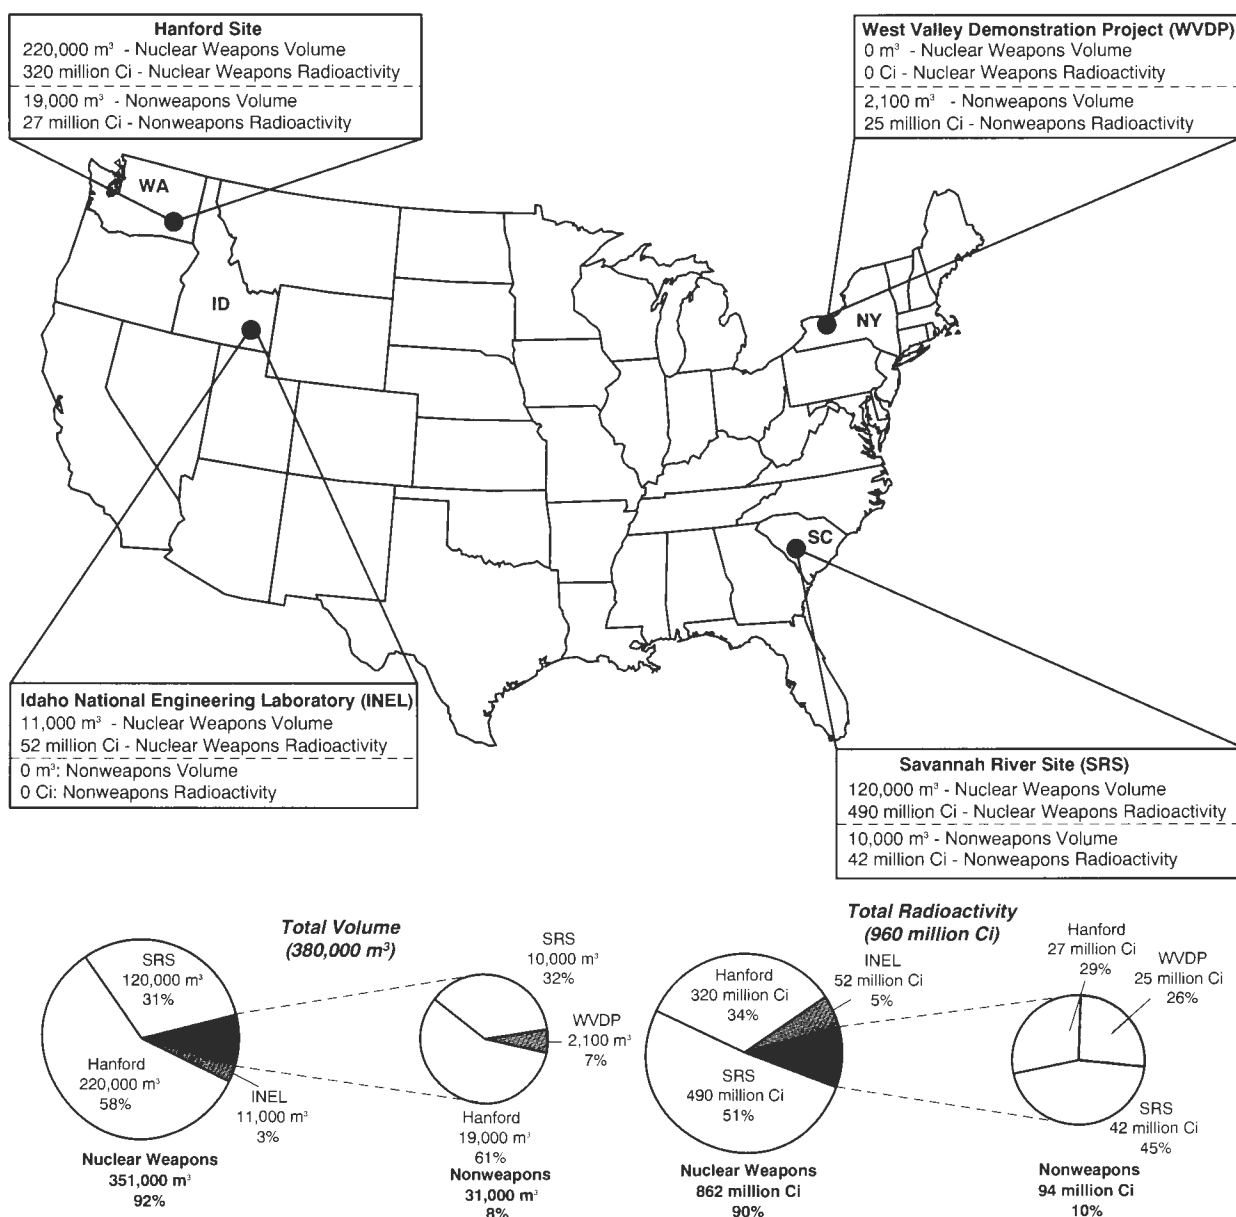 Hanford Site
220,000 m³ - Nuclear Weapons Volume
320 million Ci - Nuclear Weapons Radioactivity
19,000 m³ - Nonweapons Volume
27 million Ci - Nonweapons Radioactivity
West Valley Demonstration Project (WVDP)
0 m³ - Nuclear Weapons Volume
0 Ci - Nuclear Weapons Radioactivity
2,100 m³ - Nonweapons Volume
25 million Ci - Nonweapons Radioactivity
WA
ID
NY
SC
Idaho National Engineering Laboratory (INEL)
11,000 m³ - Nuclear Weapons Volume
52 million Ci - Nuclear Weapons Radioactivity
0 m³: Nonweapons Volume
0 Ci: Nonweapons Radioactivity
Savannah River Site (SRS)
120,000 m³ - Nuclear Weapons Volume
490 million Ci - Nuclear Weapons Radioactivity
10,000 m³ - Nonweapons Volume
42 million Ci - Nonweapons Radioactivity
Total Volume
(380,000 m³)
SRS
120,000 m³
31%
Hanford
220,000 m³
58%
INEL
11,000 m³
3%
Nuclear Weapons
351,000 m³
92%
SRS
10,000 m³
32%
WVDP
2,100 m³
7%
Hanford
19,000 m³
61%
Nonweapons
31,000 m³
8%
Total Radioactivity
(960 million Ci)
Hanford
320 million Ci
34%
INEL
52 million Ci
5%
SRS
490 million Ci
51%
Nuclear Weapons
862 million Ci
90%
Hanford
27 million Ci
29%
WVDP
25 million Ci
26%
SRS
42 million Ci
45%
Nonweapons
94 million Ci
10%